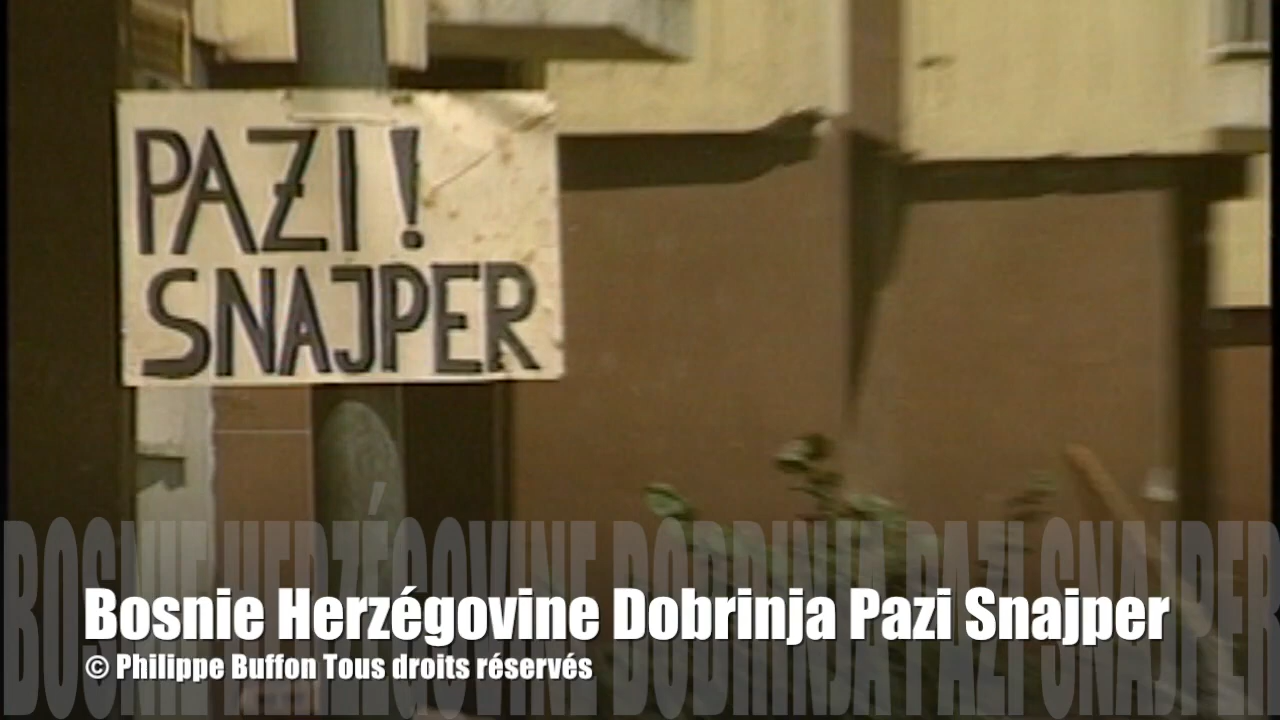 PAZI!
SNAJPER
BOSNIE HERZÉGOVINE DOBRINJA PAZI SNAJPER
Bosnie Herzégovine Dobrinja Pazi Snajper
© Philippe Buffon Tous droits réservés